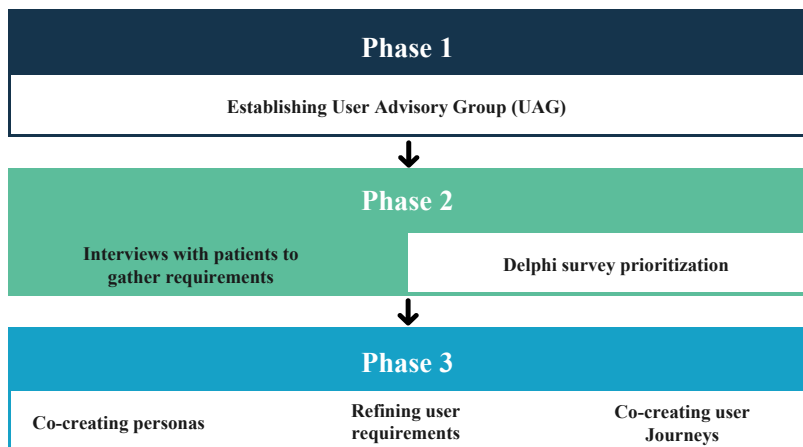 Phase 1
Establishing User Advisory Group (UAG)
Phase 2
Interviews with patients to
gather requirements
Delphi survey prioritization
Phase 3
Co-creating personas
Refining user
requirements
Co-creating user
Journeys